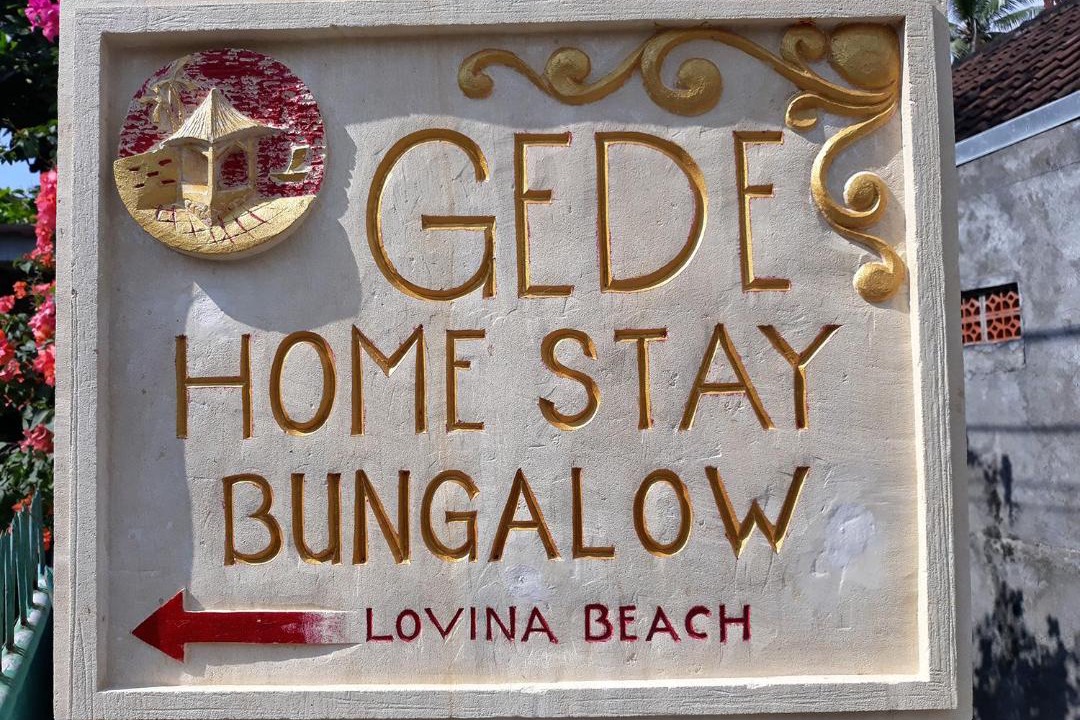 GEDE
HOME STAY
BUNGALOW
LOVINA BEACH